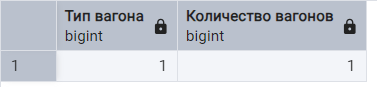 Тип вагона Количество вагонов
bigint bigint
1 1 1